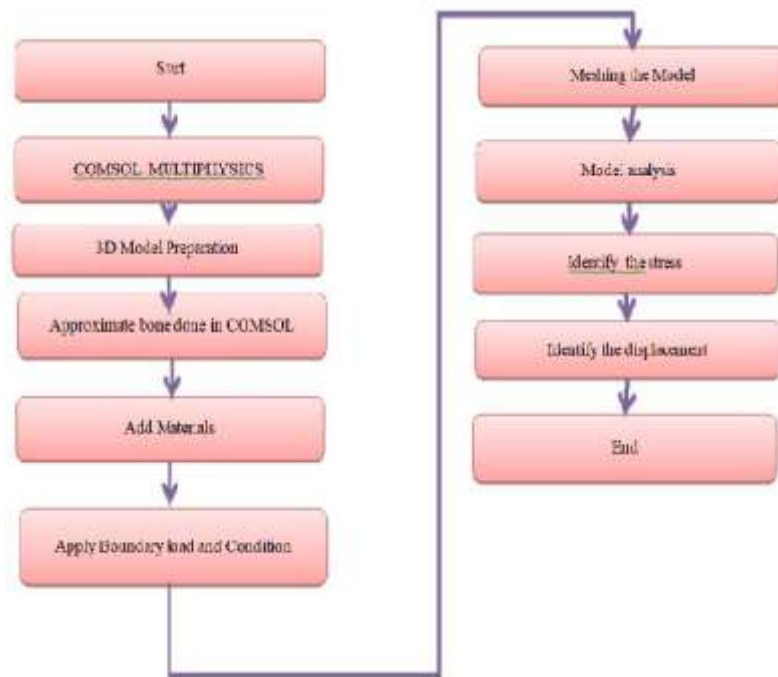 Start
COMSOL MULTIPHYSICS
3D Model Preparation
Approximate bone done in COMSOL
Add Materials
Apply Boundary load and Condition
Meshing the Model
Model analysis
Identify the stress
Identify the displacement
End